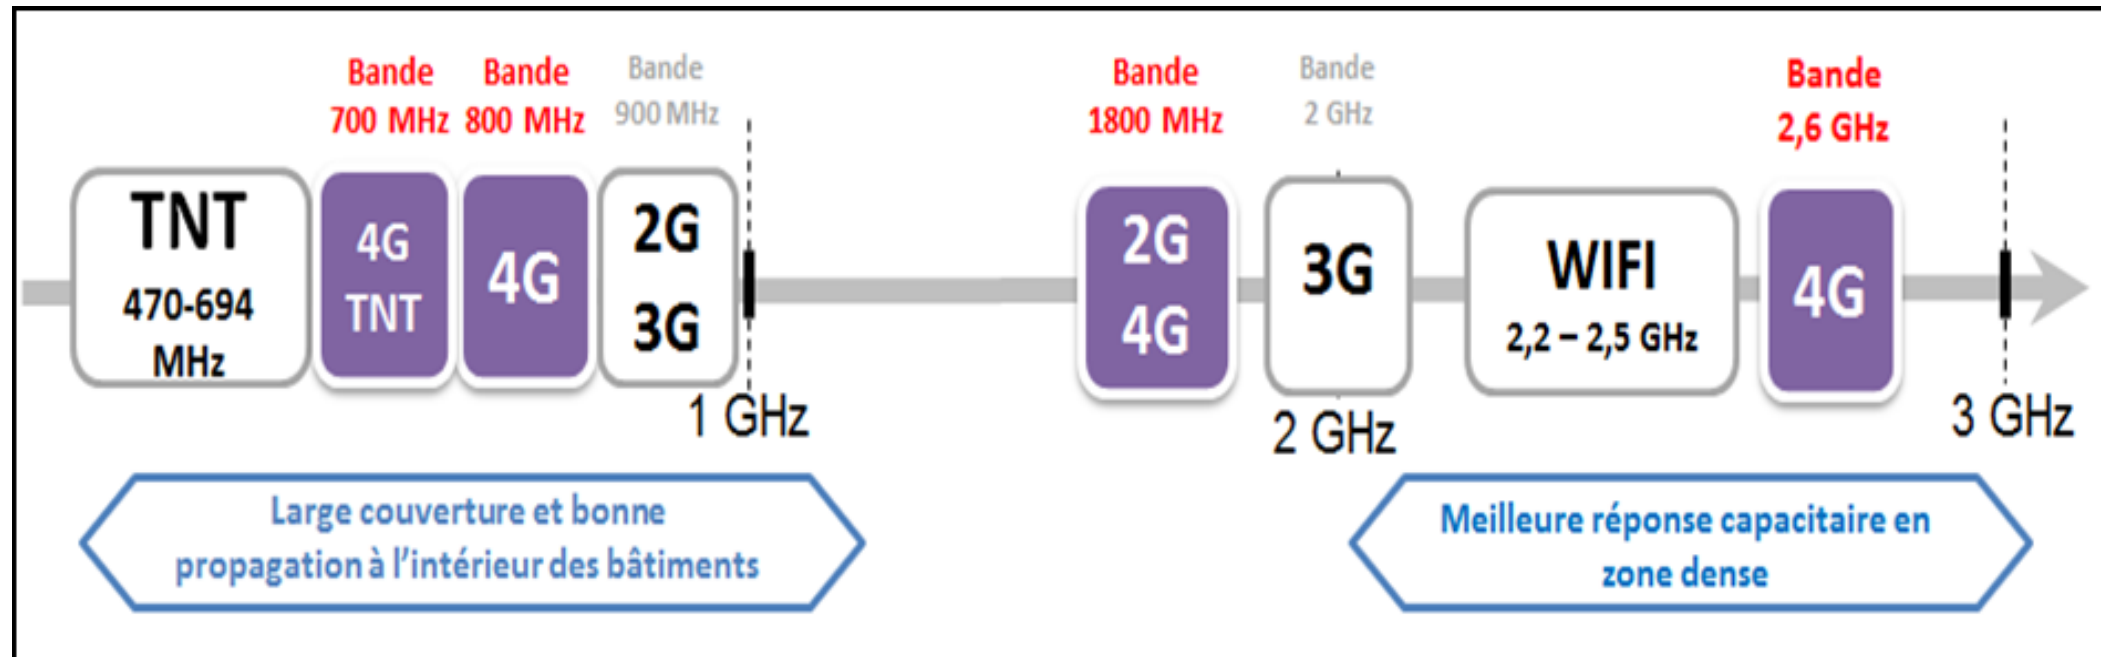 Bande
700 MHz
Bande
800 MHz
Bande
900 MHz
Bande
1800 MHz
Bande
2 GHz
Bande
2,6 GHz
TNT
470-694
MHz
4G
TNT
4G
2G
3G
2G
4G
3G
WIFI
2,2 – 2,5 GHz
4G
1 GHz
2 GHz
3 GHz
Large couverture et bonne
propagation à l’intérieur des bâtiments
Meilleure réponse capacitaire en
zone dense